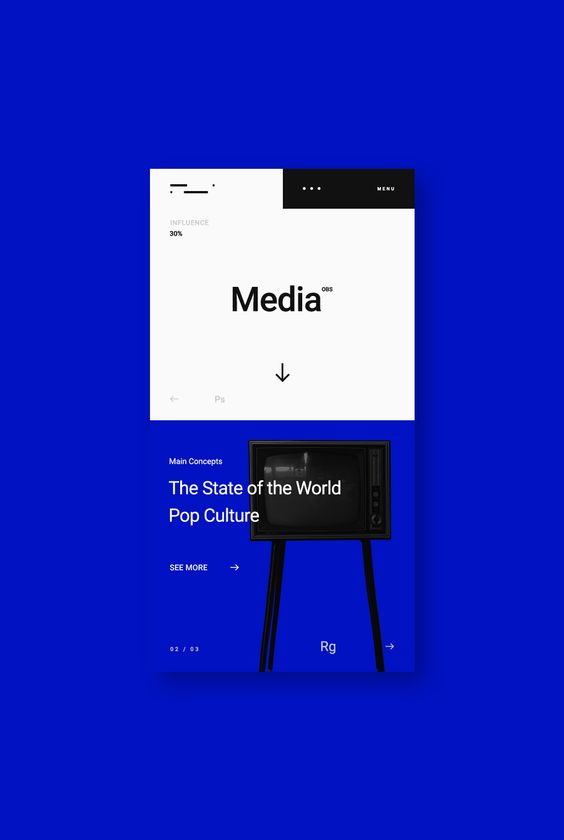 MENU
INFLUENCE
30%
Media OBS
Ps
Main Concepts
The State of the World
Pop Culture
SEE MORE
02 / 03
Rg